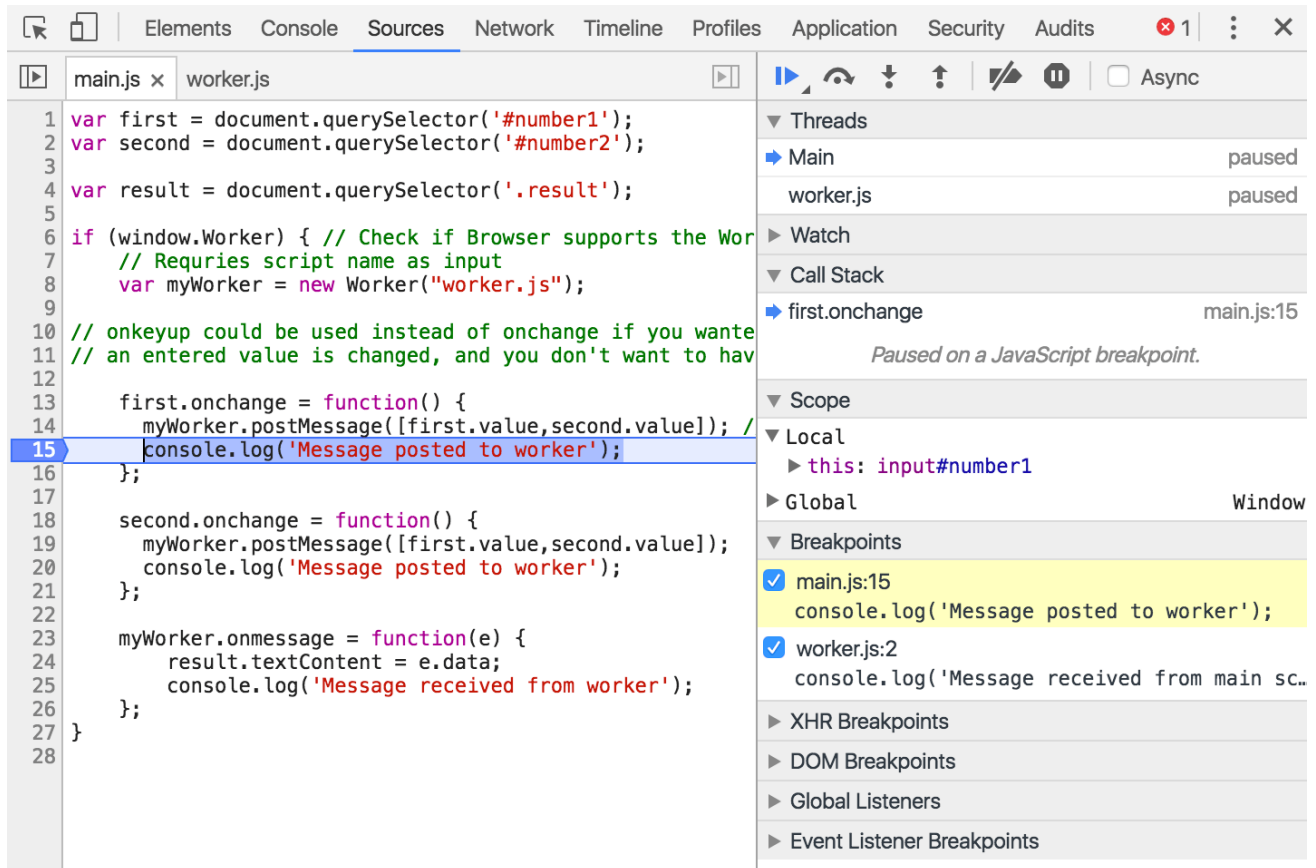 Elements Console Sources Network Timeline Profiles Application Security Audits 1
main.js × worker.js
Async
1 var first = document.querySelector('#number1');
2 var second = document.querySelector('#number2');
3
4 var result = document.querySelector('.result');
5
6 if (window.Worker) { // Check if Browser supports the Wor
7 // Requries script name as input
8 var myWorker = new Worker("worker.js");
9
10 // onkeyup could be used instead of onchange if you wante
11 // an entered value is changed, and you don't want to hav
12
13 first.onchange = function() {
14 myWorker.postMessage([first.value,second.value]); /
15 console.log('Message posted to worker');
16 };
17
18 second.onchange = function() {
19 myWorker.postMessage([first.value,second.value]);
20 console.log('Message posted to worker');
21 };
22
23 myWorker.onmessage = function(e) {
24 result.textContent = e.data;
25 console.log('Message received from worker');
26 };
27 }
28
Threads
Main paused
worker.js paused
Watch
Call Stack
first.onchange main.js:15
Paused on a JavaScript breakpoint.
Scope
Local
this: input#number1
Global Window
Breakpoints
main.js:15
console.log('Message posted to worker');
worker.js:2
console.log('Message received from main sc…
XHR Breakpoints
DOM Breakpoints
Global Listeners
Event Listener Breakpoints